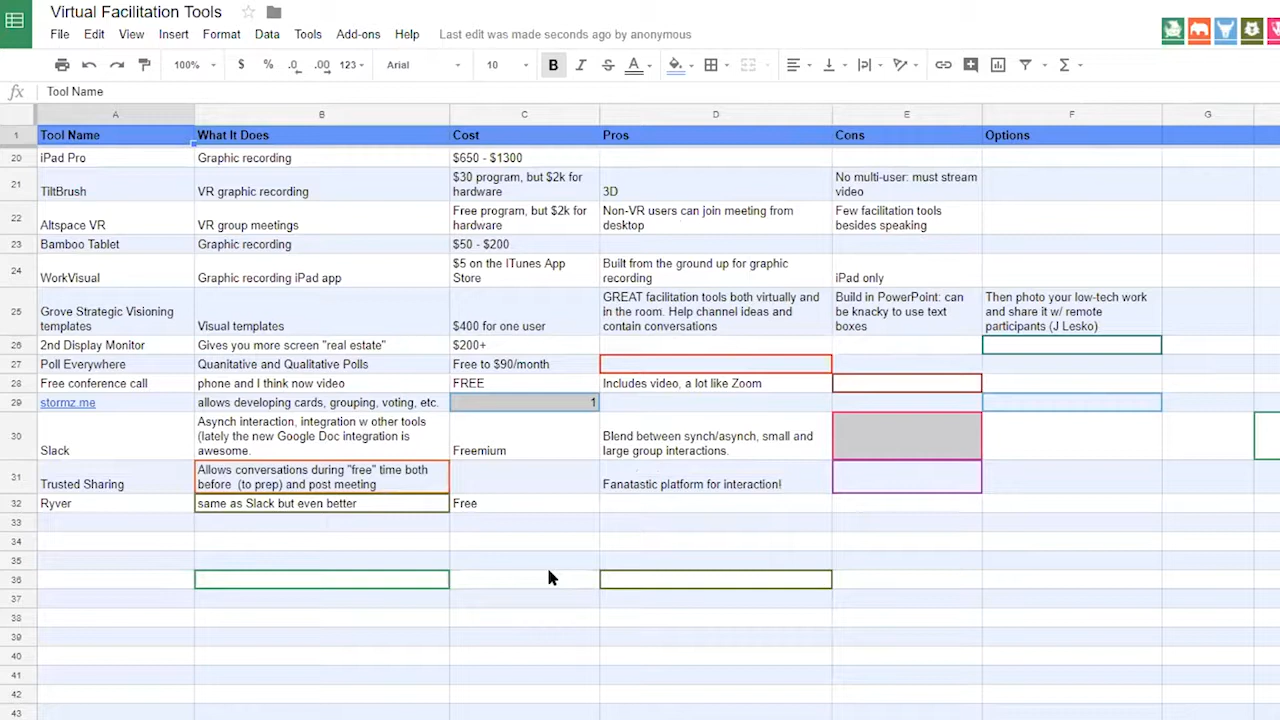 Virtual Facilitation Tools
File Edit View Insert Format Data Tools Add-ons Help Last edit was made seconds ago by anonymous
100% $ % .0 .00 123 Arial 10 B I S A Σ
fx Tool Name
A B C D E F G
1 Tool Name What It Does Cost Pros Cons Options
20 iPad Pro Graphic recording $650 - $1300
21 TiltBrush VR graphic recording $30 program, but $2k for
hardware 3D No multi-user: must stream
video
22 Altspace VR VR group meetings Free program, but $2k for
hardware Non-VR users can join meeting from
desktop Few facilitation tools
besides speaking
23 Bamboo Tablet Graphic recording $50 - $200
24 WorkVisual Graphic recording iPad app $5 on the ITunes App
Store Built from the ground up for graphic
recording iPad only
25 Grove Strategic Visioning
templates Visual templates $400 for one user GREAT facilitation tools both virtually and
in the room. Help channel ideas and
contain conversations Build in PowerPoint: can
be knacky to use text
boxes Then photo your low-tech work
and share it w/ remote
participants (J Lesko)
26 2nd Display Monitor Gives you more screen "real estate" $200+
27 Poll Everywhere Quanitative and Qualitative Polls Free to $90/month
28 Free conference call phone and I think now video FREE Includes video, a lot like Zoom
29 stormz.me allows developing cards, grouping, voting, etc. 1
30 Slack Asynch interaction, integration w other tools
(lately the new Google Doc integration is
awesome. Freemium Blend between synch/asynch, small and
large group interactions.
31 Trusted Sharing Allows conversations during "free" time both
before (to prep) and post meeting Fanatastic platform for interaction!
32 Ryver same as Slack but even better Free
33
34
35
36
37
38
39
40
41
42
43